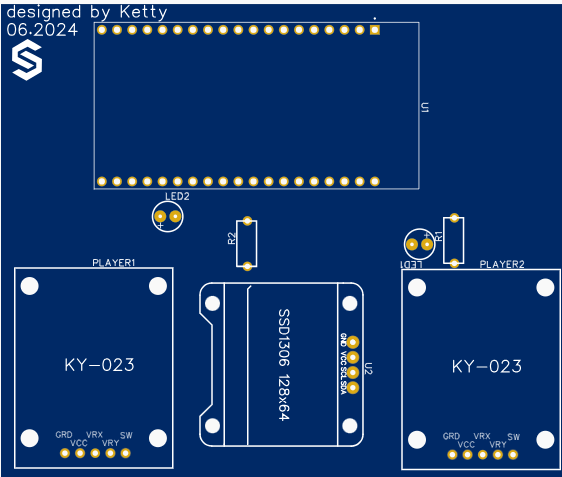 designed by Ketty
06.2024
U1
LED2
R2
R1
LED1
PLAYER1
PLAYER2
KY-023
SSD1306 128x64
GND
VCC
SCL
SDA
U2
KY-023
GRD VCC VRX VRY SW
GRD VCC VRX VRY SW